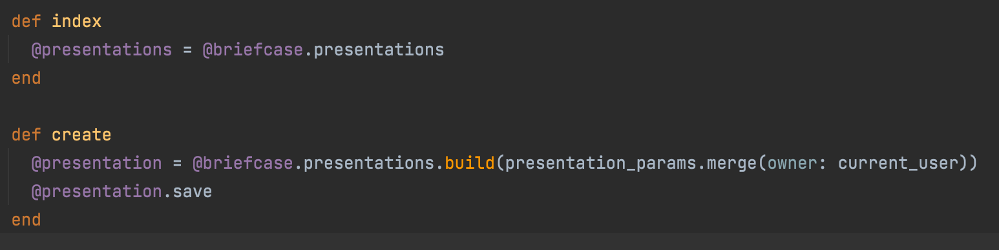 def index
  @presentations = @briefcase.presentations
end

def create
  @presentation = @briefcase.presentations.build(presentation_params.merge(owner: current_user))
  @presentation.save
end